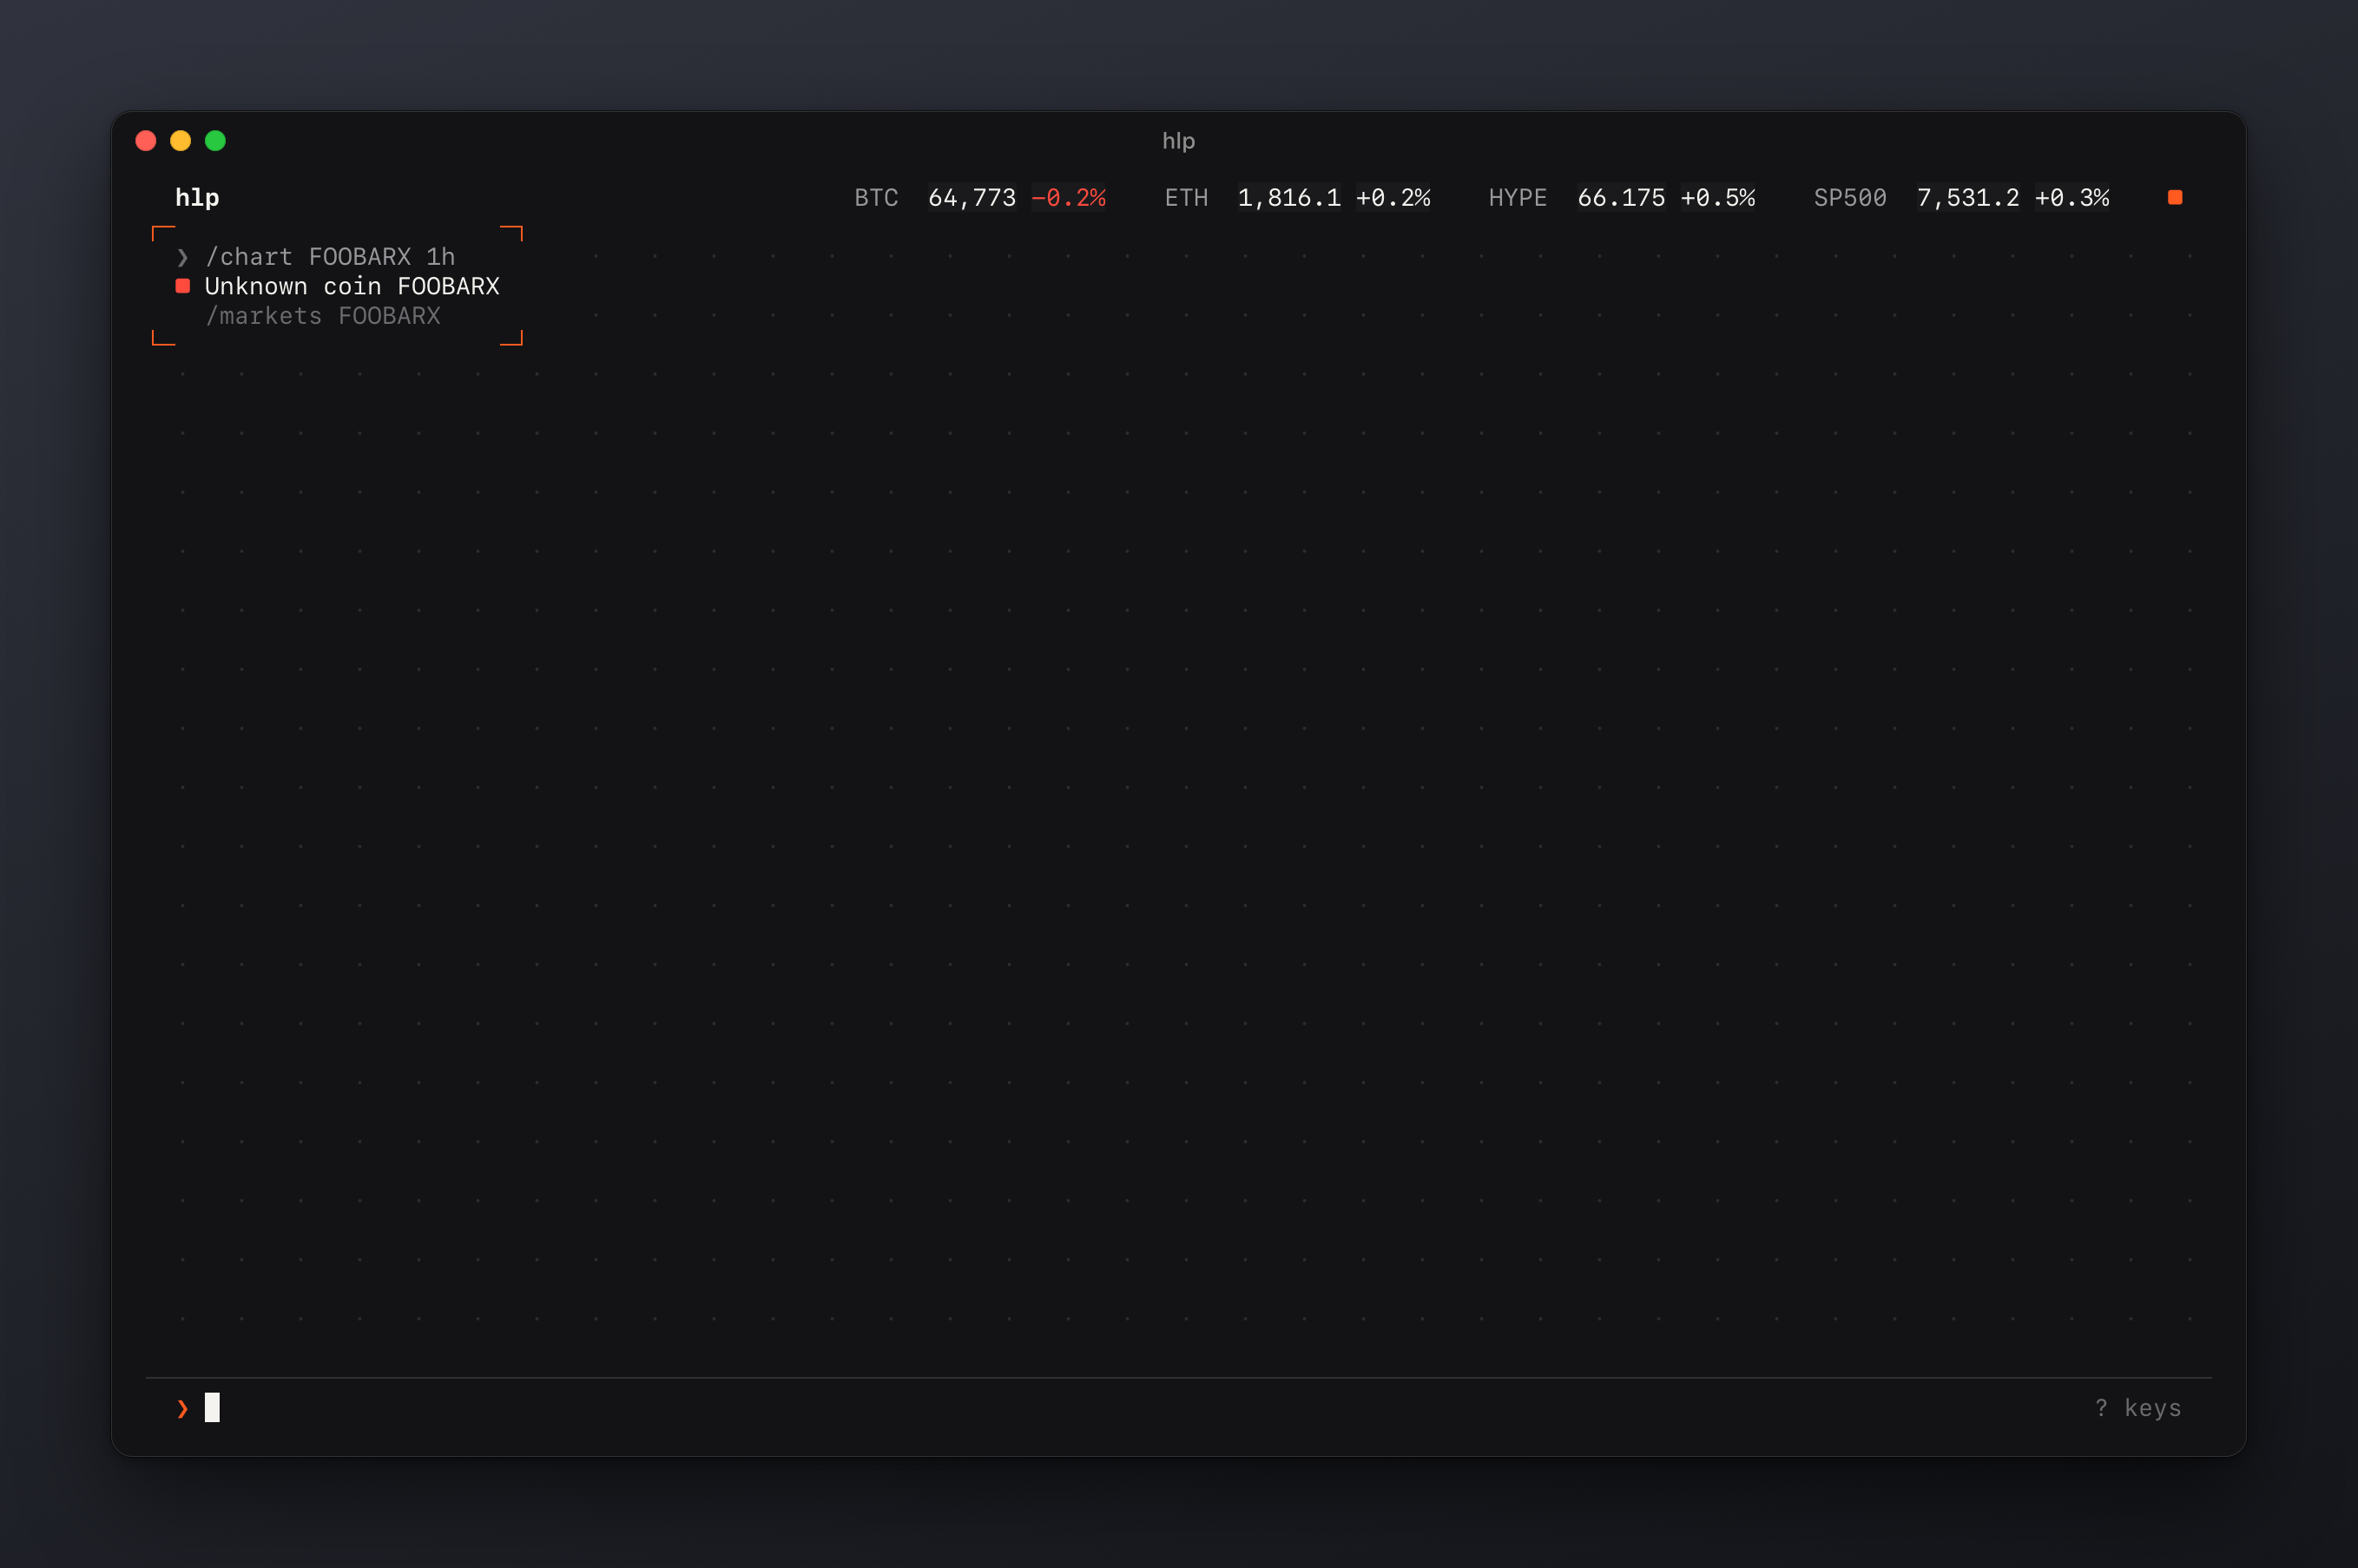 hlp
hlp BTC 64,773 −0.2% ETH 1,816.1 +0.2% HYPE 66.175 +0.5% SP500 7,531.2 +0.3%
❯ /chart FOOBARX 1h
Unknown coin FOOBARX
/markets FOOBARX
❯ ? keys